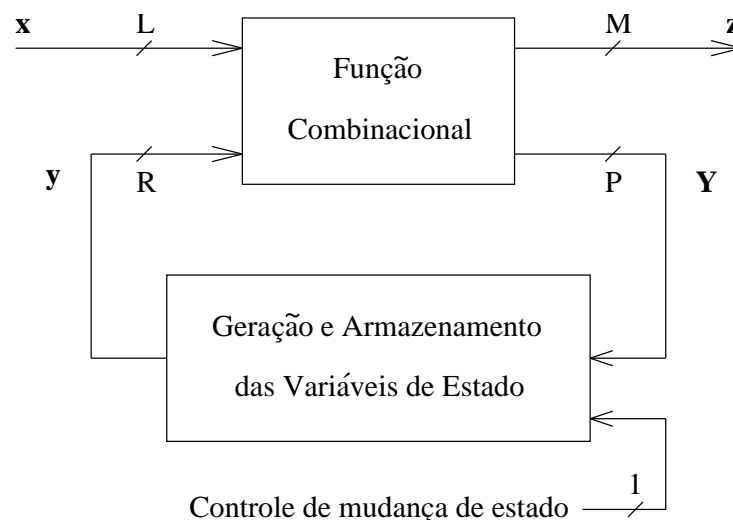 x L M z
Função
Combinacional
y R P Y
Geração e Armazenamento
das Variáveis de Estado
1
Controle de mudança de estado